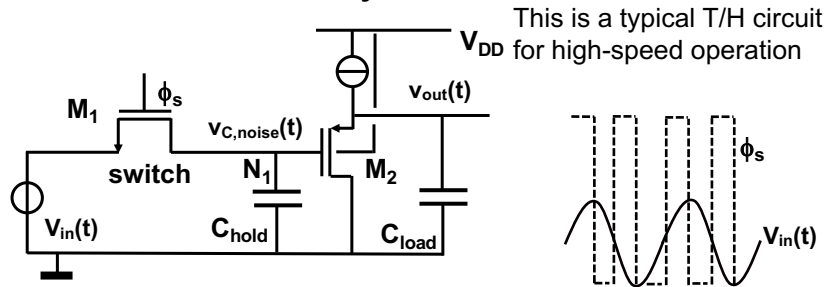 This is a typical T/H circuit
for high-speed operation
V_DD
ϕ_s
v_out(t)
M_1
v_C,noise(t)
ϕ_s
switch
N_1
M_2
V_in(t)
V_in(t)
C_hold
C_load